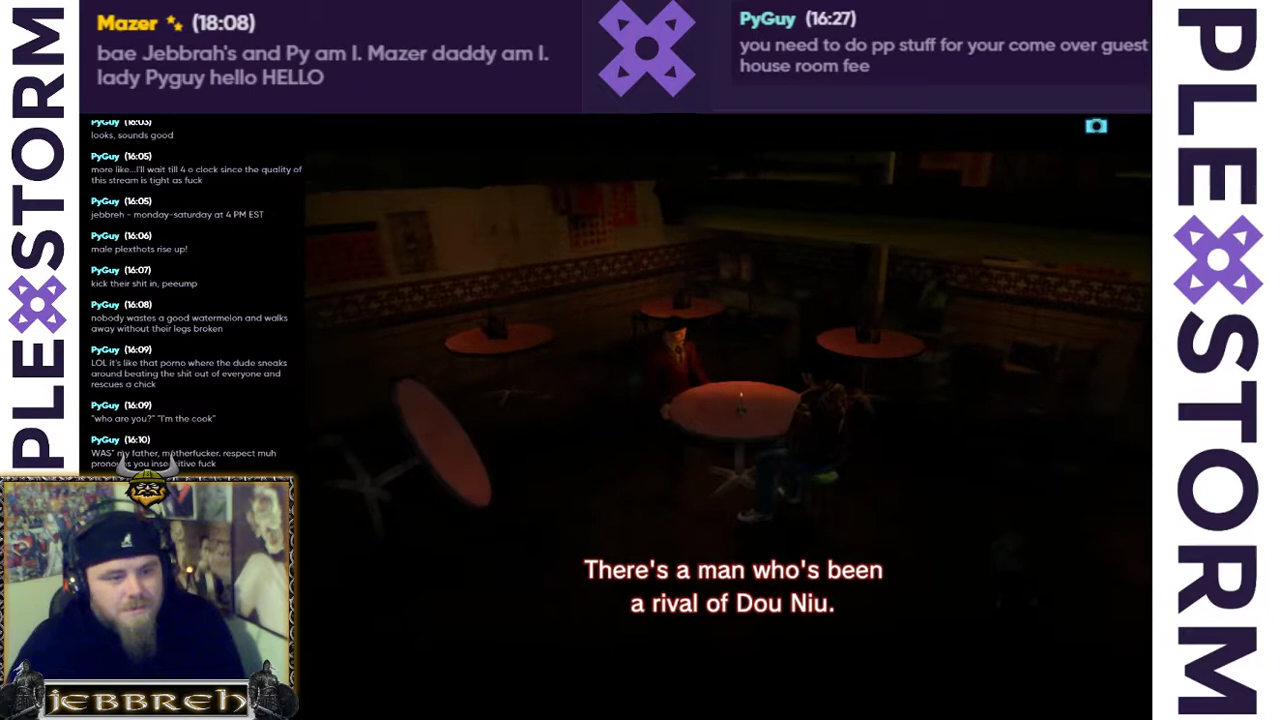 Mazer (18:08)
bae Jebbrah's and Py am I. Mazer daddy am I.
lady Pyguy hello HELLO
PyGuy (16:27)
you need to do pp stuff for your come over guest
house room fee
PLEXSTORM
PLEXSTORM
PyGuy (16:03)
looks, sounds good
PyGuy (16:05)
more like...I'll wait till 4 o clock since the quality of
this stream is tight as fuck
PyGuy (16:05)
jebbreh - monday-saturday at 4 PM EST
PyGuy (16:06)
male plexthots rise up!
PyGuy (16:07)
kick their shit in, peeump
PyGuy (16:08)
nobody wastes a good watermelon and walks
away without their legs broken
PyGuy (16:09)
LOL it's like that porno where the dude sneaks
around beating the shit out of everyone and
rescues a chick
PyGuy (16:09)
"who are you?" "I'm the cook"
PyGuy (16:10)
WAS* my father, motherfucker. respect muh
pronouns you insensitive fuck
There's a man who's been
a rival of Dou Niu.
jebbreh